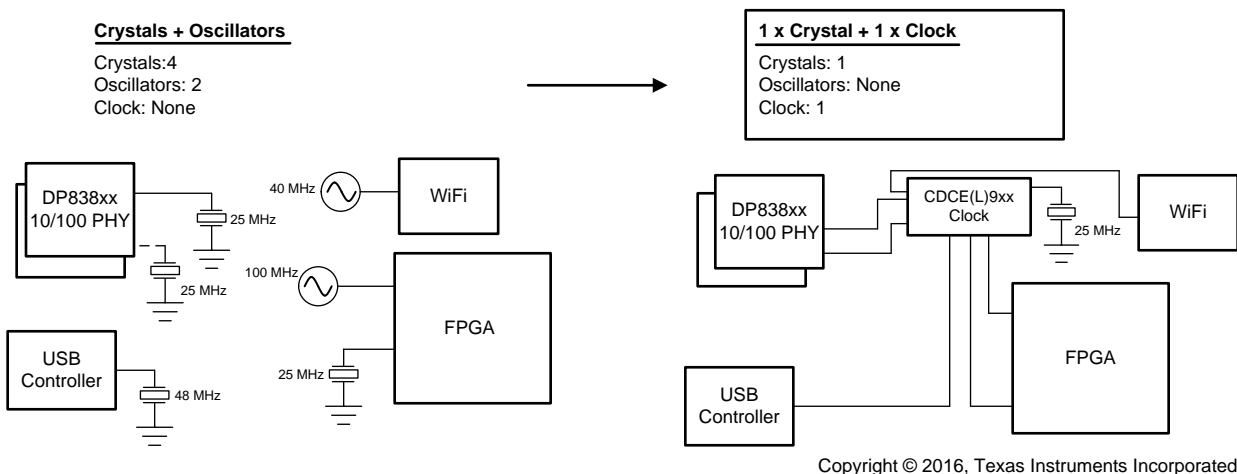 Crystals + Oscillators
Crystals:4
Oscillators: 2
Clock: None
1 x Crystal + 1 x Clock
Crystals: 1
Oscillators: None
Clock: 1
DP838xx
10/100 PHY
25 MHz
25 MHz
USB
Controller
48 MHz
40 MHz
WiFi
100 MHz
FPGA
25 MHz
DP838xx
10/100 PHY
CDCE(L)9xx
Clock
25 MHz
WiFi
FPGA
USB
Controller
Copyright © 2016, Texas Instruments Incorporated